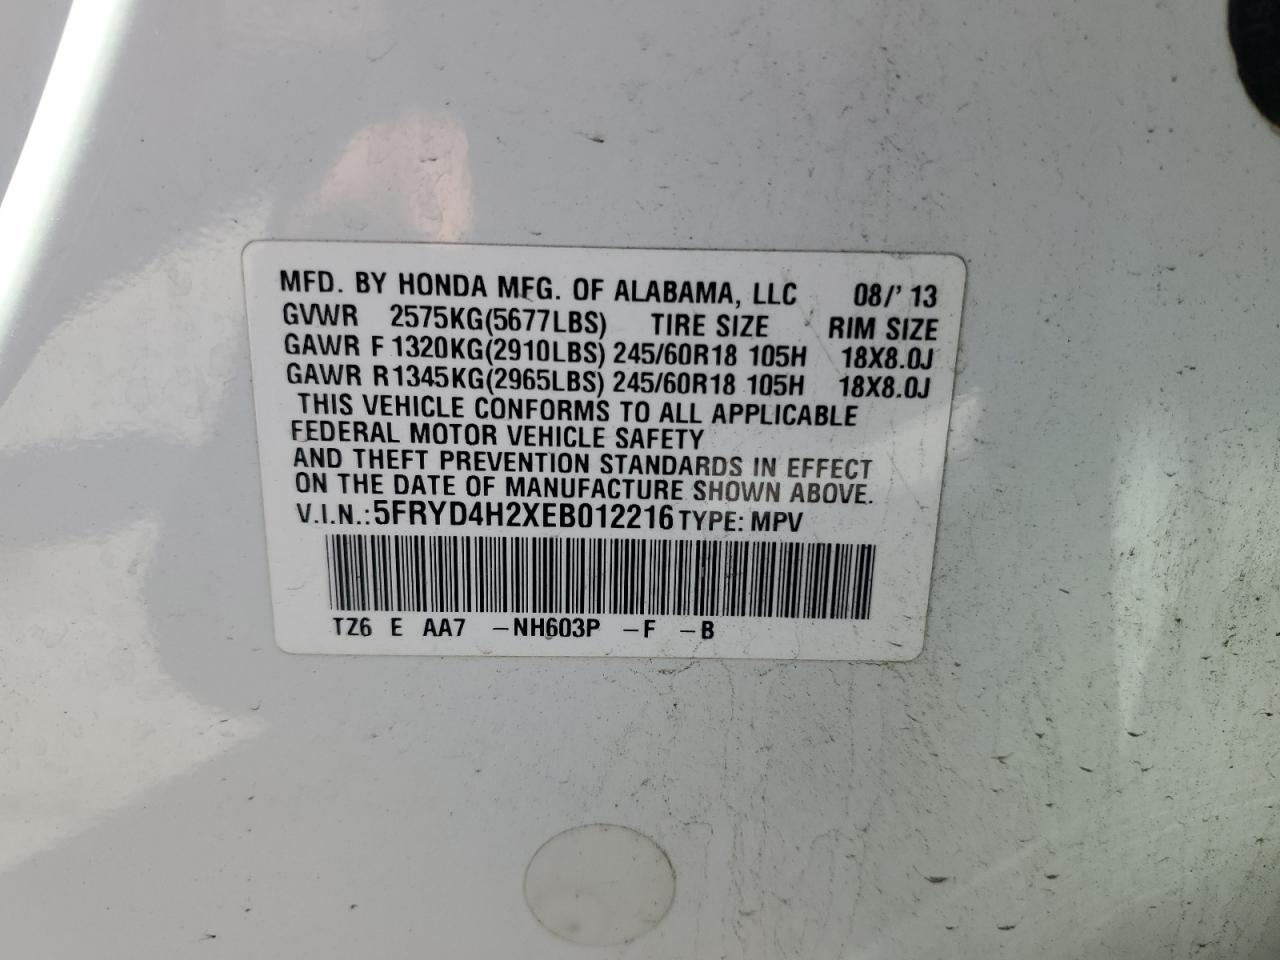 MFD. BY HONDA MFG. OF ALABAMA, LLC 08/' 13
GVWR 2575KG(5677LBS) TIRE SIZE RIM SIZE
GAWR F 1320KG(2910LBS) 245/60R18 105H 18X8.0J
GAWR R 1345KG(2965LBS) 245/60R18 105H 18X8.0J
THIS VEHICLE CONFORMS TO ALL APPLICABLE
FEDERAL MOTOR VEHICLE SAFETY
AND THEFT PREVENTION STANDARDS IN EFFECT
ON THE DATE OF MANUFACTURE SHOWN ABOVE.
V.I.N.: 5FRYD4H2XEB012216 TYPE: MPV
TZ6 E AA7 -NH603P -F -B